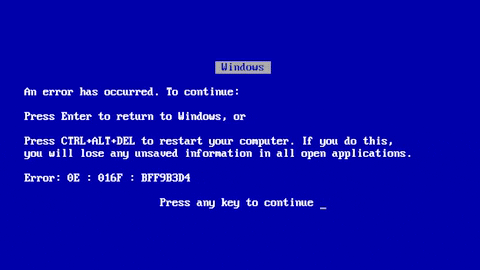 Windows
An error has occurred. To continue:
Press Enter to return to Windows, or
Press CTRL+ALT+DEL to restart your computer. If you do this,
you will lose any unsaved information in all open applications.
Error: 0E : 016F : BFF9B3D4
Press any key to continue _